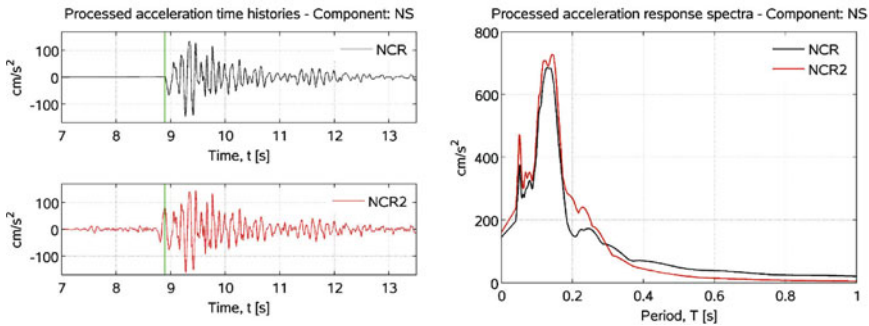 Processed acceleration time histories - Component: NS
NCR
cm/s²
100
0
-100
7 8 9 10 11 12 13
Time, t [s]
NCR2
cm/s²
100
0
-100
7 8 9 10 11 12 13
Time, t [s]
Processed acceleration response spectra - Component: NS
NCR
NCR2
cm/s²
800
600
400
200
0
0 0.2 0.4 0.6 0.8 1
Period, T [s]